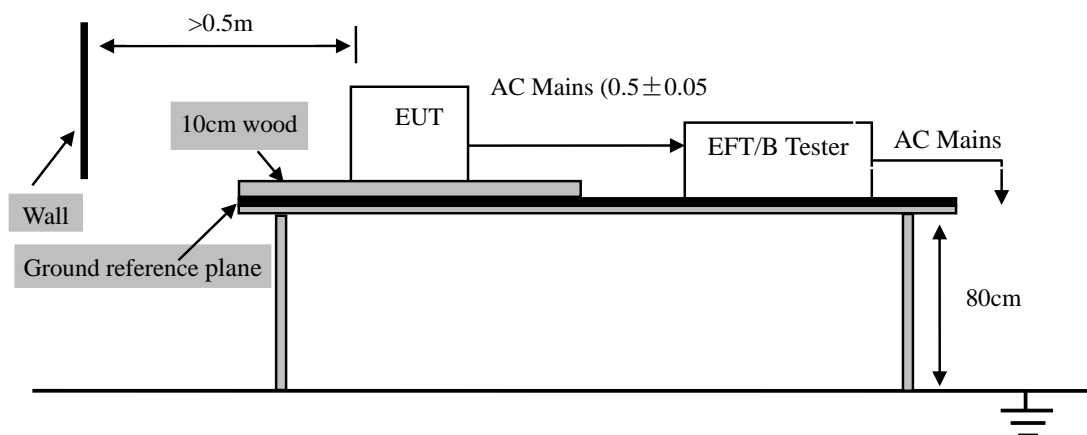 >0.5m
AC Mains (0.5±0.05
10cm wood
EUT
EFT/B Tester
AC Mains
Wall
Ground reference plane
80cm